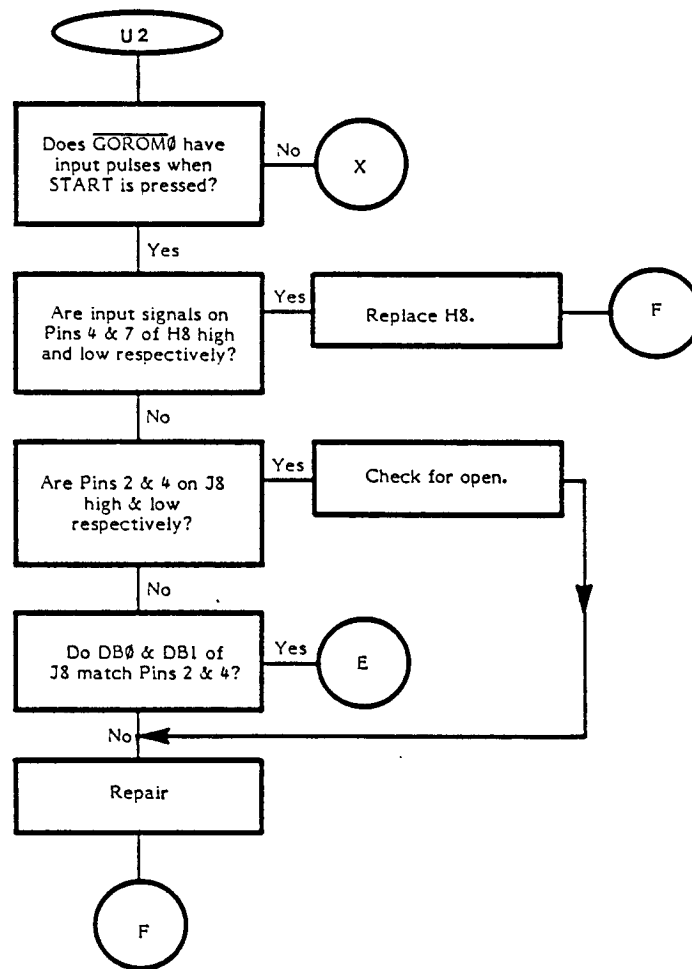 U2
Does G̅O̅R̅O̅M̅0̸ have
input pulses when
START is pressed?
No
X
Yes
Are input signals on
Pins 4 & 7 of H8 high
and low respectively?
Yes
Replace H8.
F
No
Are Pins 2 & 4 on J8
high & low
respectively?
Yes
Check for open.
No
Do DB0̸ & DB1 of
J8 match Pins 2 & 4?
Yes
E
No
Repair
F